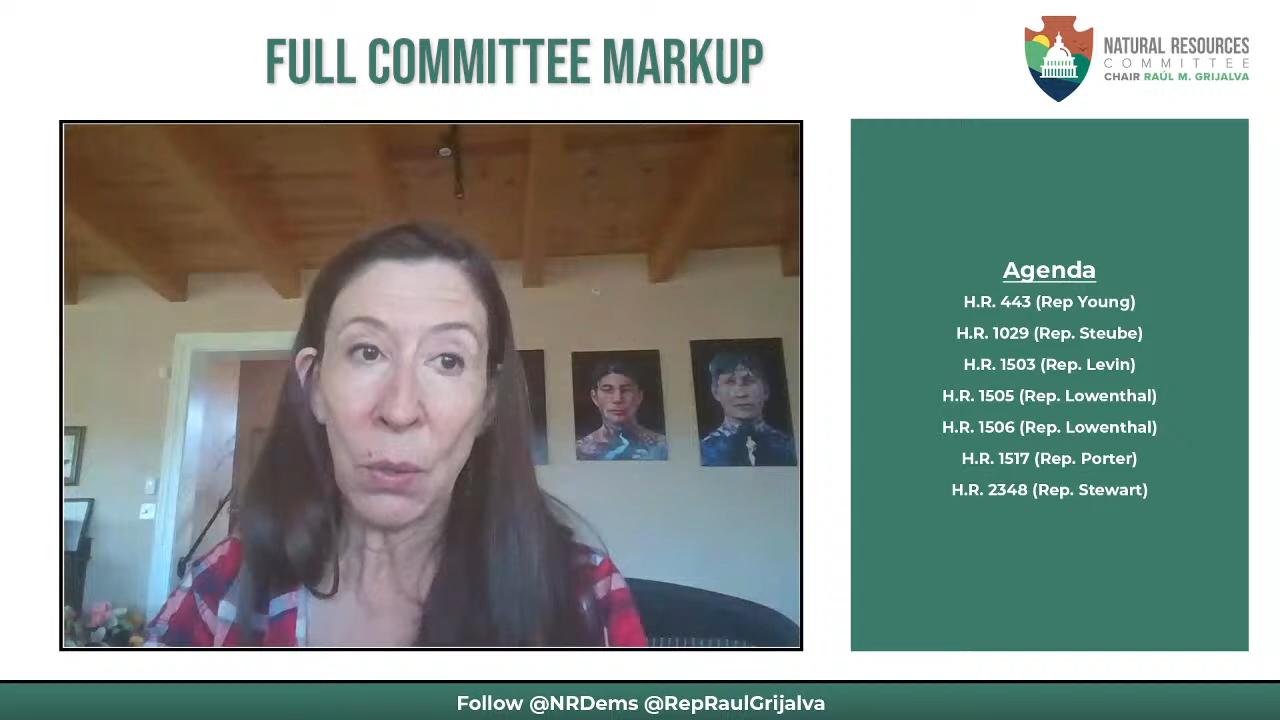 FULL COMMITTEE MARKUP
NATURAL RESOURCES
COMMITTEE
CHAIR RAÚL M. GRIJALVA
Agenda
H.R. 443 (Rep Young)
H.R. 1029 (Rep. Steube)
H.R. 1503 (Rep. Levin)
H.R. 1505 (Rep. Lowenthal)
H.R. 1506 (Rep. Lowenthal)
H.R. 1517 (Rep. Porter)
H.R. 2348 (Rep. Stewart)
Follow @NRDems @RepRaulGrijalva